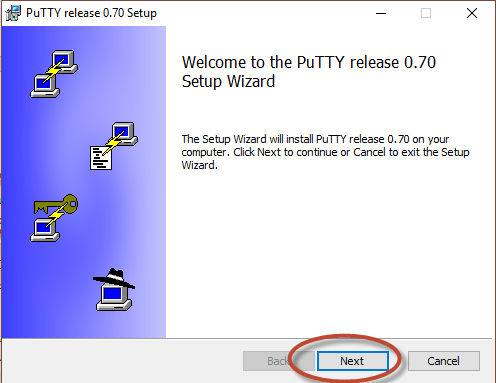 PuTTY release 0.70 Setup
Welcome to the PuTTY release 0.70
Setup Wizard
The Setup Wizard will install PuTTY release 0.70 on your
computer. Click Next to continue or Cancel to exit the Setup
Wizard.
Back Next Cancel